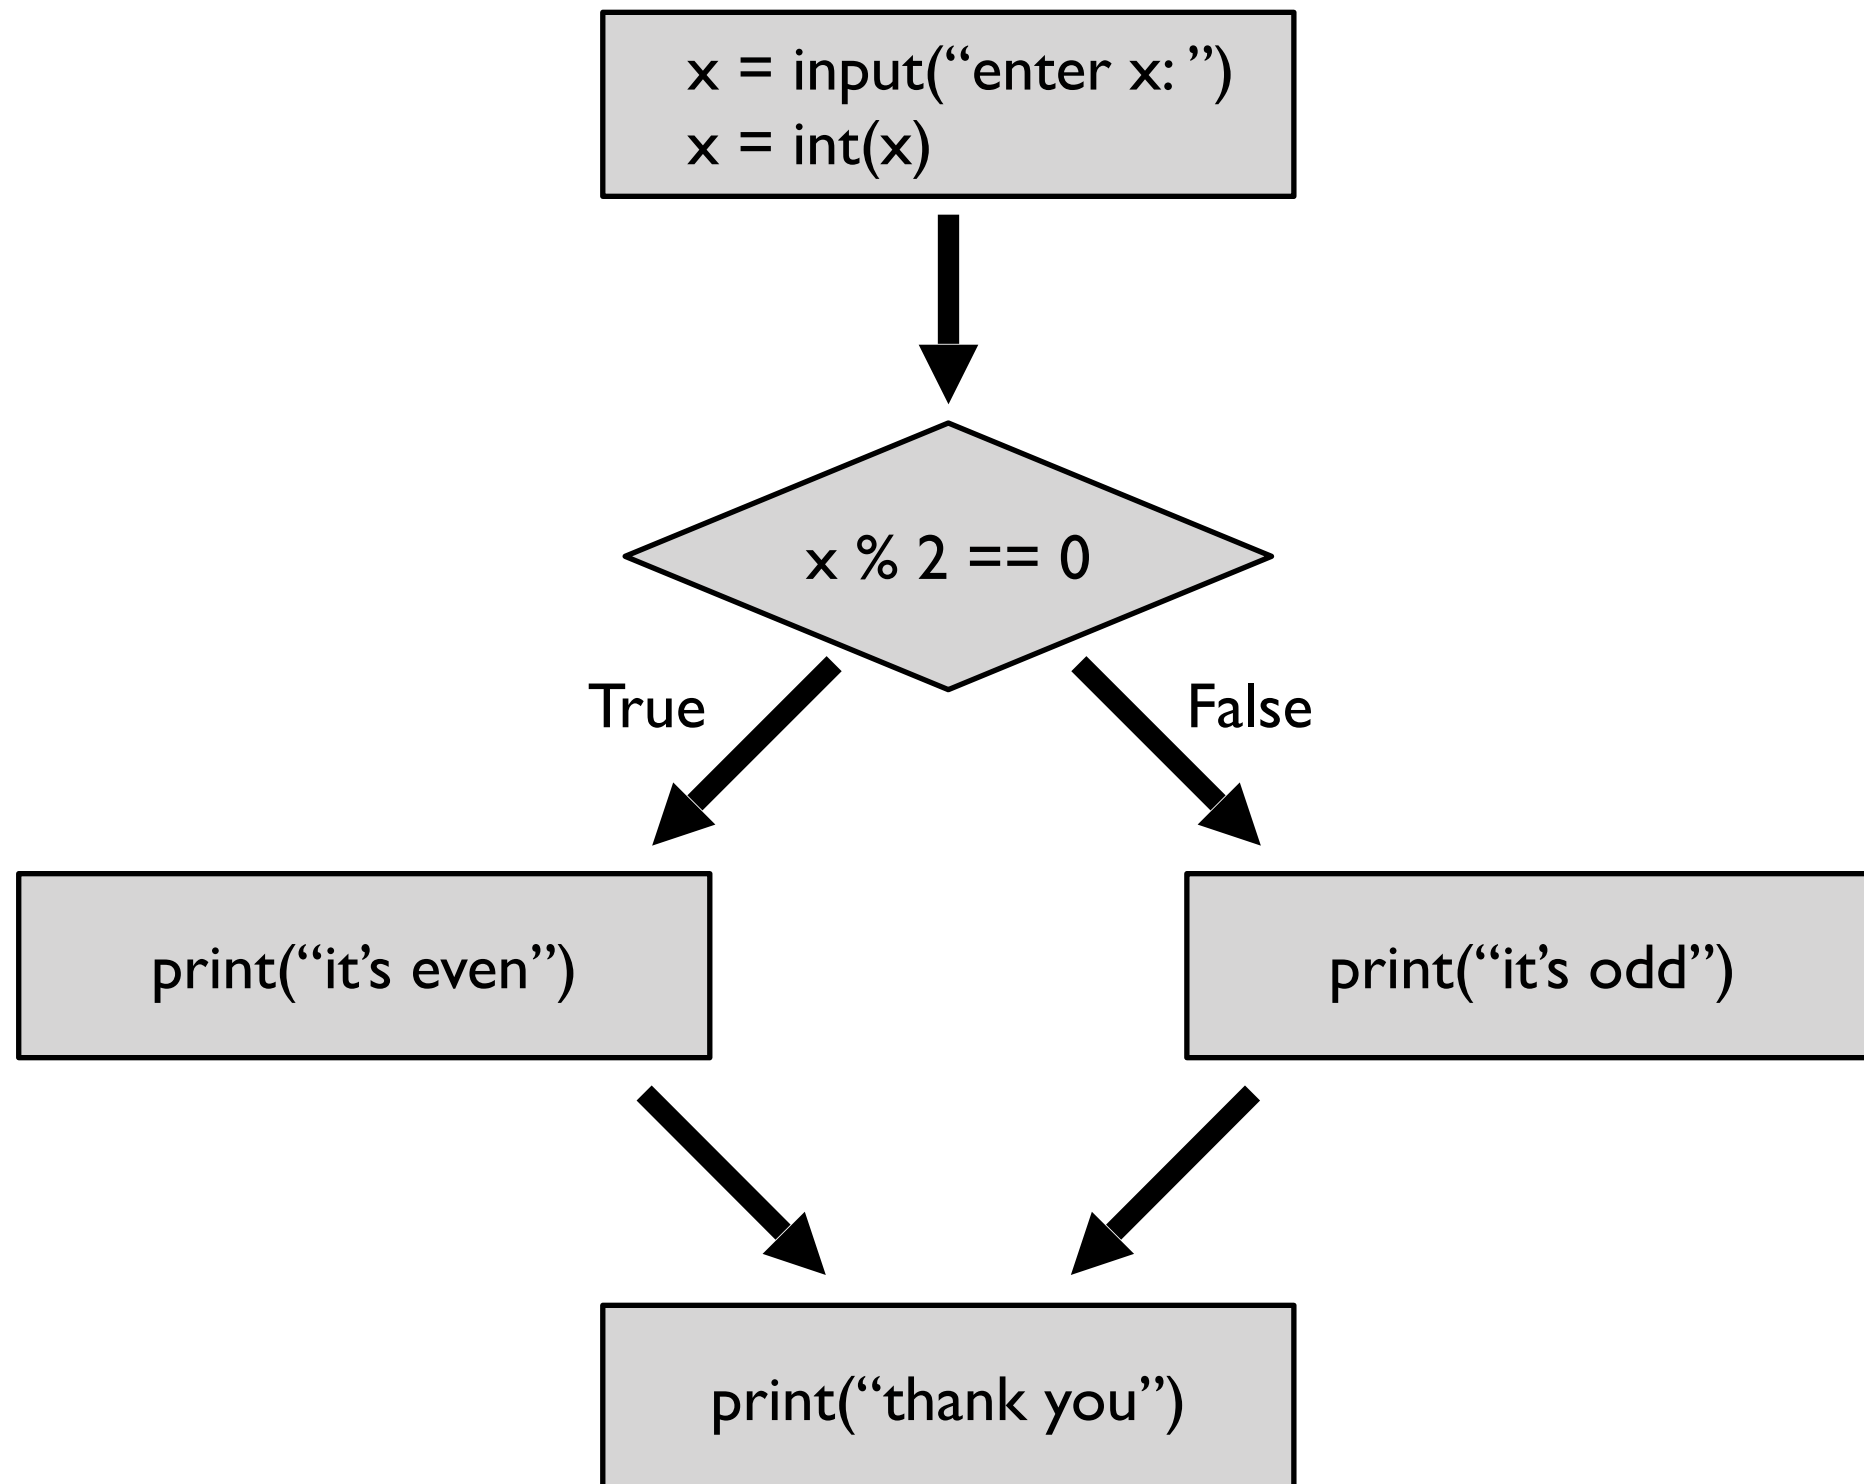 x = input(“enter x: ”)
x = int(x)
x % 2 == 0
True
False
print(“it’s even”)
print(“it’s odd”)
print(“thank you”)